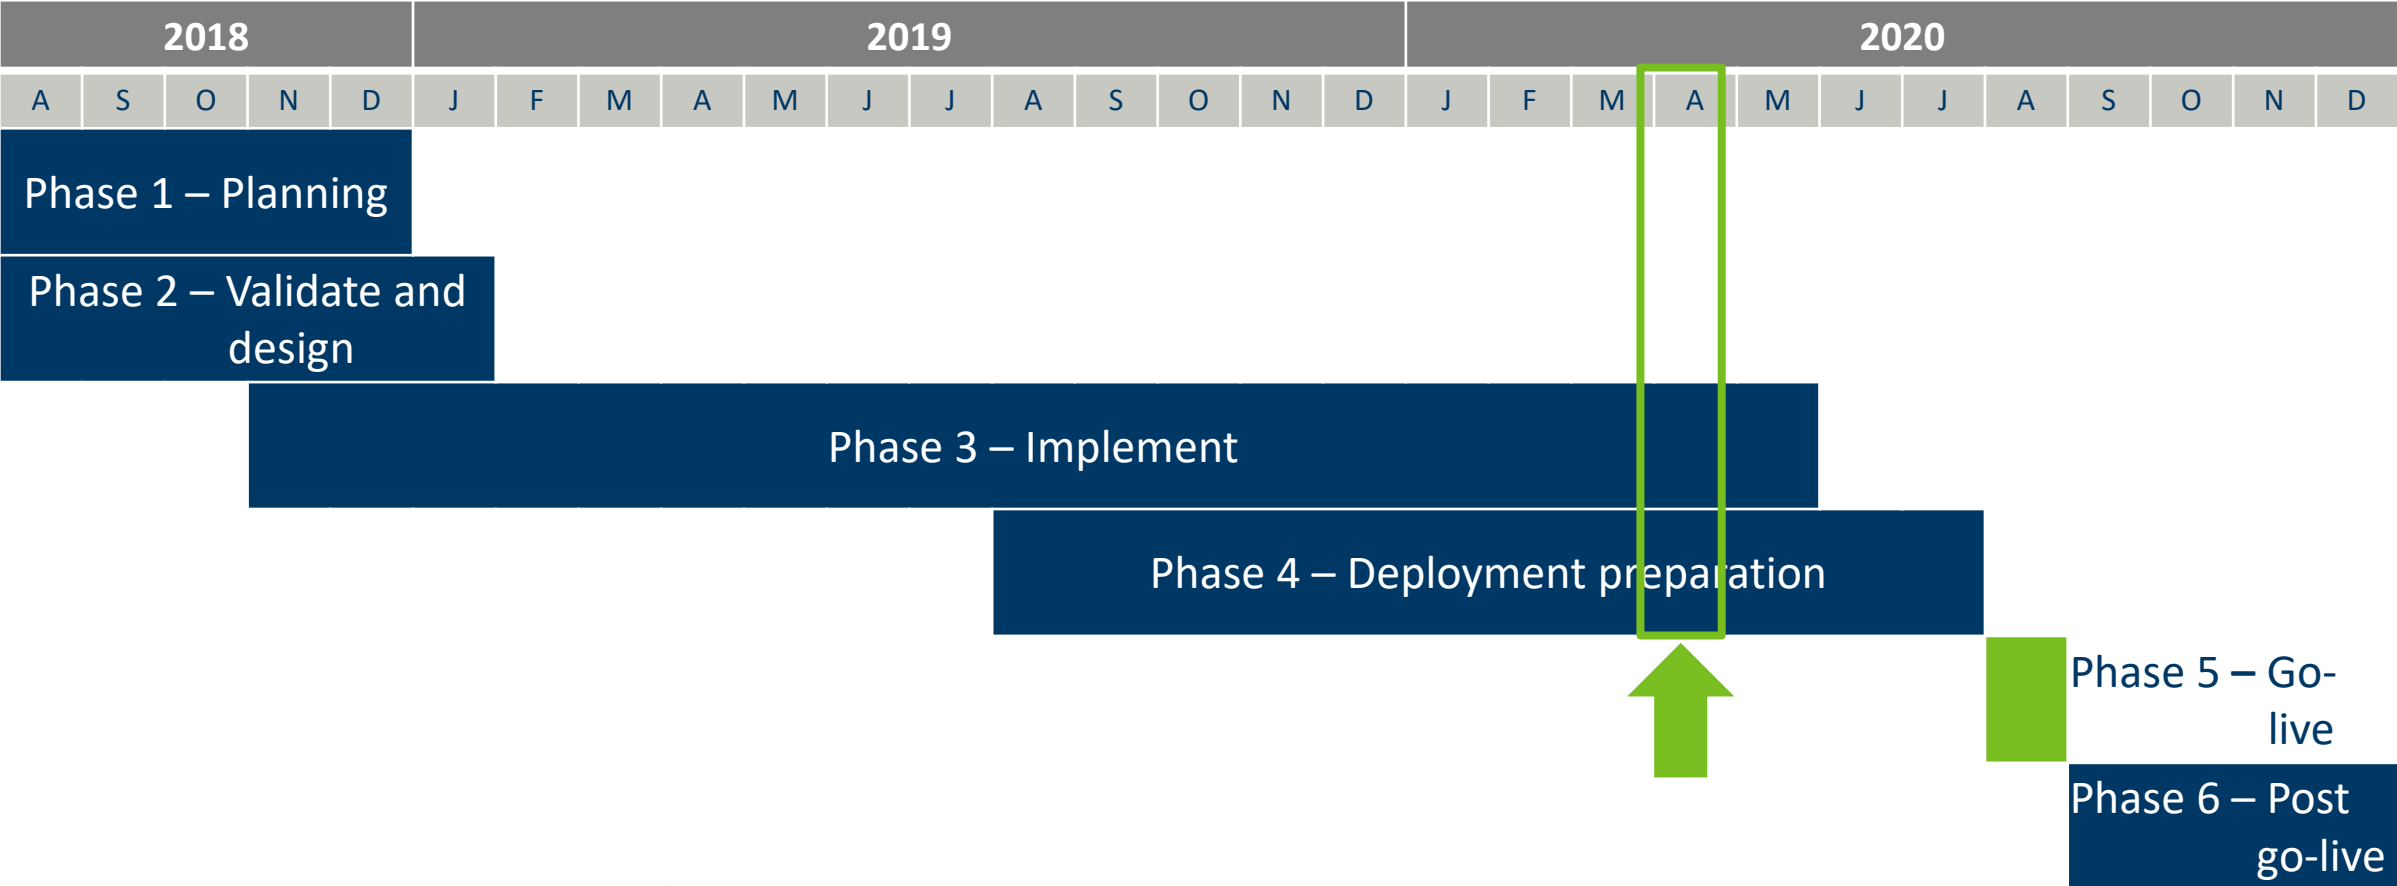 2018 2019 2020
A S O N D J F M A M J J A S O N D J F M A M J J A S O N D
Phase 1 – Planning
Phase 2 – Validate and
design
Phase 3 – Implement
Phase 4 – Deployment preparation
Phase 5 – Go-
live
Phase 6 – Post
go-live